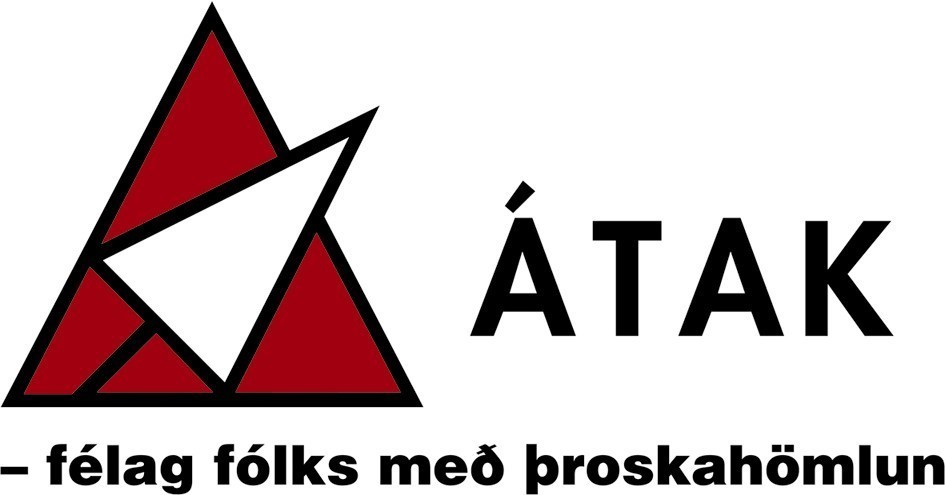 ÁTAK
– félag fólks með þroskahömlun